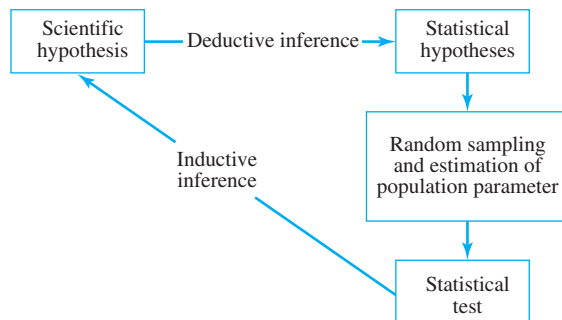 Scientific
hypothesis
Deductive inference
Statistical
hypotheses
Random sampling
and estimation of
population parameter
Inductive
inference
Statistical
test